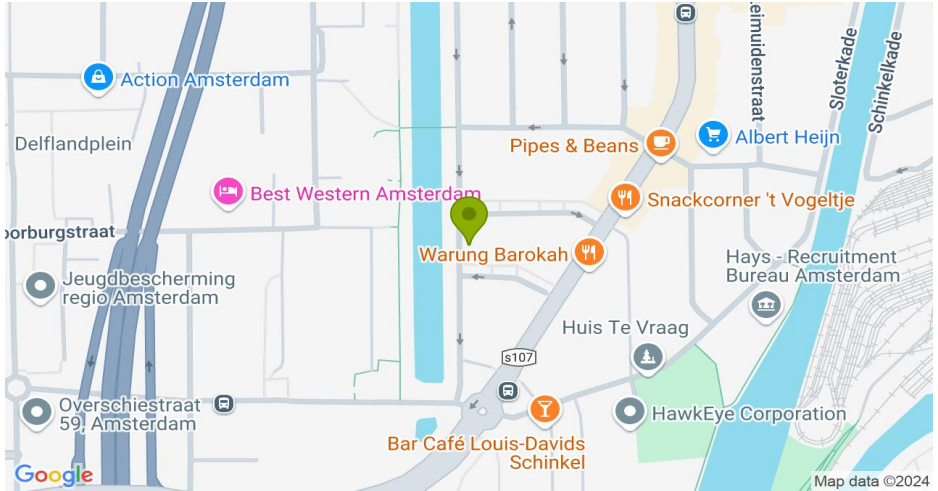 Leimuidenstraat
Sloterkade
Schinkelkade
Action Amsterdam
Delflandplein
Pipes & Beans
Albert Heijn
Best Western Amsterdam
Snackcorner 't Vogeltje
oorburgstraat
Warung Barokah
Hays - Recruitment
Bureau Amsterdam
Jeugdbescherming
regio Amsterdam
Huis Te Vraag
s107
Overschiestraat
59, Amsterdam
HawkEye Corporation
Bar Café Louis-Davids
Schinkel
Google
Map data ©2024